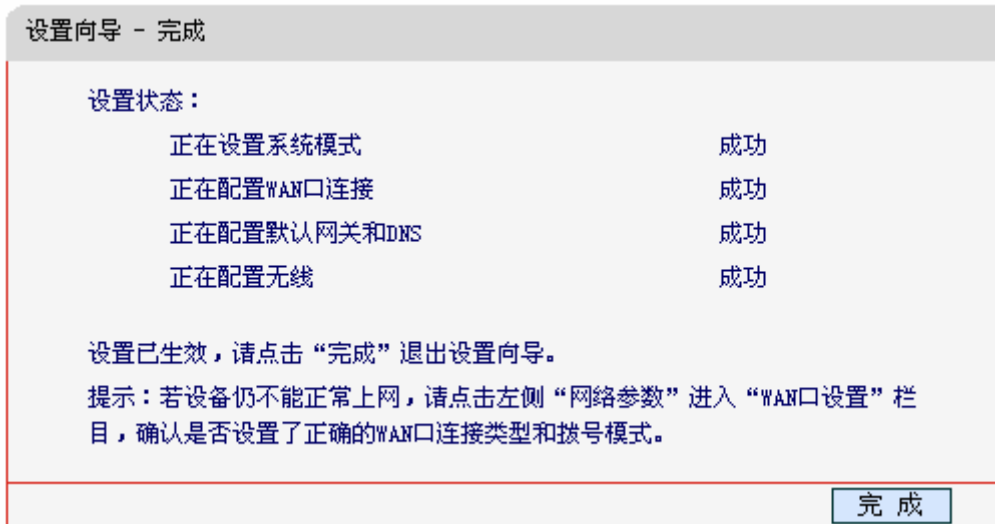 设置向导 - 完成
设置状态：
正在设置系统模式 成功
正在配置WAN口连接 成功
正在配置默认网关和DNS 成功
正在配置无线 成功
设置已生效，请点击“完成”退出设置向导。
提示：若设备仍不能正常上网，请点击左侧“网络参数”进入“WAN口设置”栏
目，确认是否设置了正确的WAN口连接类型和拨号模式。
完 成